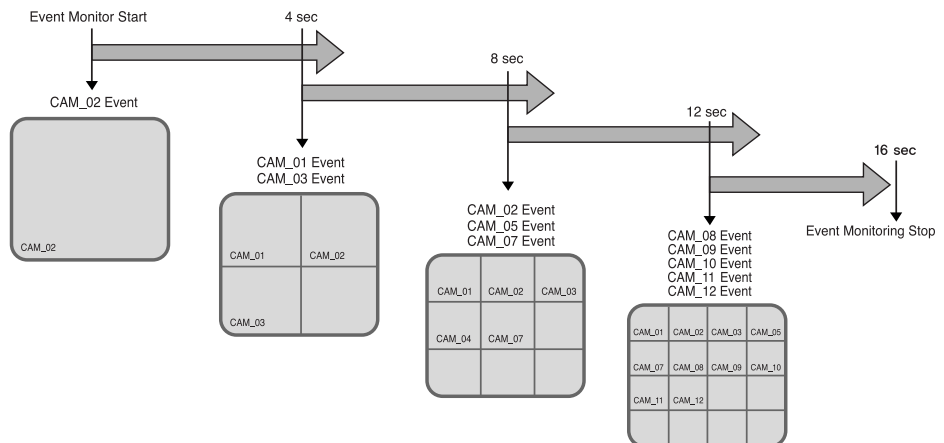 Event Monitor Start
4 sec
8 sec
12 sec
16 sec
CAM_02 Event
CAM_02
CAM_01 Event
CAM_03 Event
CAM_01 CAM_02
CAM_03
CAM_02 Event
CAM_05 Event
CAM_07 Event
CAM_01 CAM_02 CAM_03
CAM_04 CAM_07
CAM_08 Event
CAM_09 Event
CAM_10 Event
CAM_11 Event
CAM_12 Event
CAM_01 CAM_02 CAM_03 CAM_05
CAM_07 CAM_08 CAM_09 CAM_10
CAM_11 CAM_12
Event Monitoring Stop